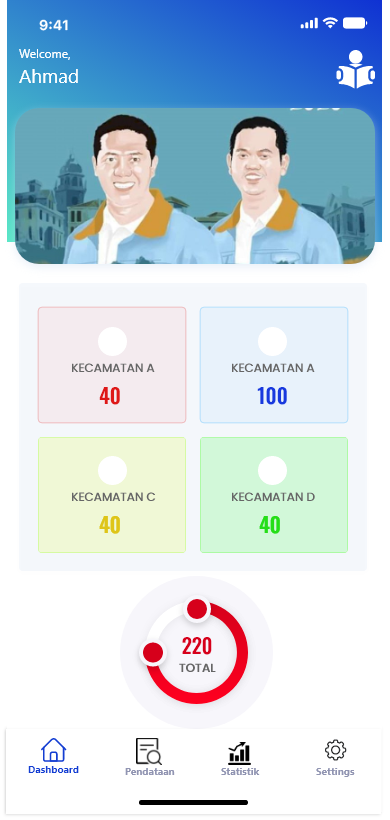 9:41
Welcome,
Ahmad
KECAMATAN A
40
KECAMATAN A
100
KECAMATAN C
40
KECAMATAN D
40
220
TOTAL
Dashboard
Pendataan
Statistik
Settings